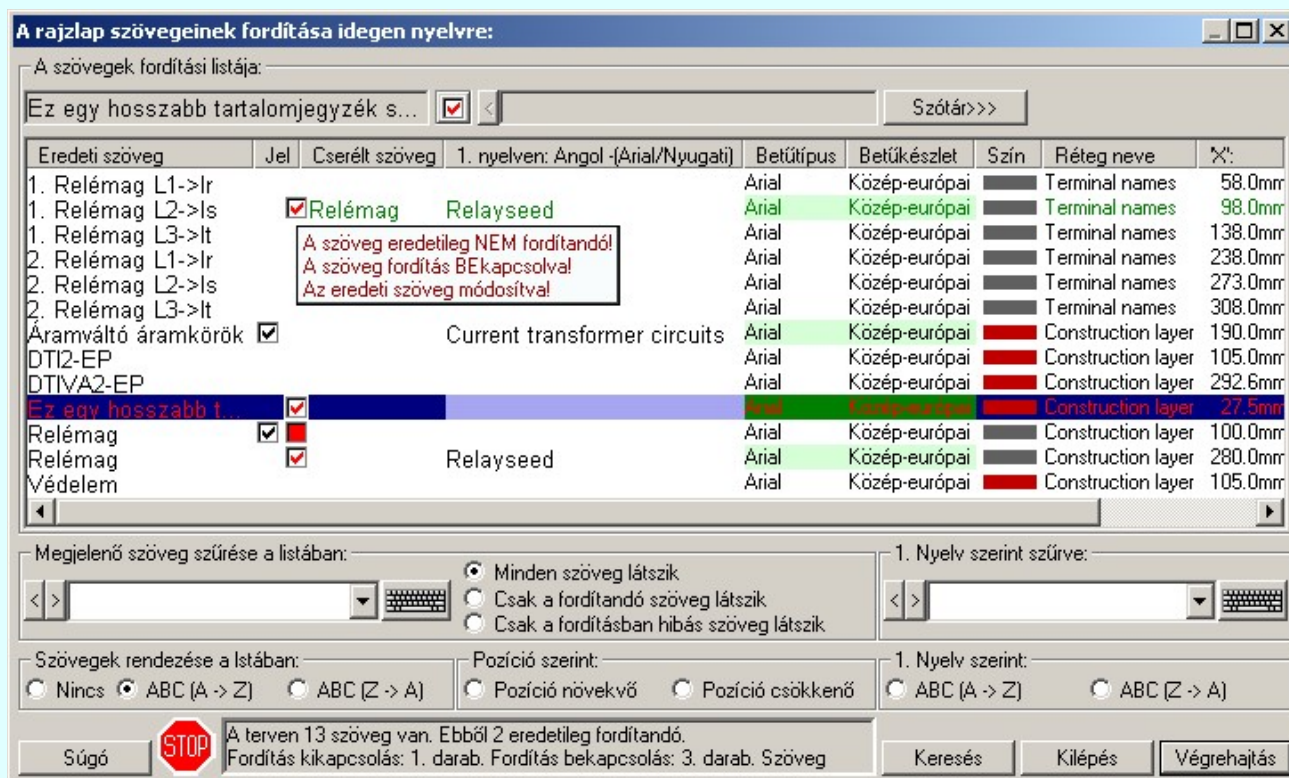 A rajzlap szövegeinek fordítása idegen nyelvre:
A szövegek fordítási listája:
Ez egy hosszabb tartalomjegyzék s... < Szótár>>>
Eredeti szöveg Jel Cserélt szöveg 1. nyelven: Angol -(Arial/Nyugati) Betűtípus Betűkészlet Szín Réteg neve 'X':
1. Relémag L1->Ir Arial Közép-európai Terminal names 58.0mm
1. Relémag L2->Is Relémag Relayseed Arial Közép-európai Terminal names 98.0mm
1. Relémag L3->It Arial Közép-európai Terminal names 138.0mm
2. Relémag L1->Ir Arial Közép-európai Terminal names 238.0mm
2. Relémag L2->Is Arial Közép-európai Terminal names 273.0mm
2. Relémag L3->It Arial Közép-európai Terminal names 308.0mm
A szöveg eredetileg NEM fordítandó!
A szöveg fordítás BEkapcsolva!
Az eredeti szöveg módosítva!
Áramváltó áramkörök Current transformer circuits Arial Közép-európai Construction layer 190.0mm
DTI2-EP Arial Közép-európai Construction layer 105.0mm
DTIVA2-EP Arial Közép-európai Construction layer 292.6mm
Ez egy hosszabb t... Arial Közép-európai Construction layer 27.5mm
Relémag Arial Közép-európai Construction layer 100.0mm
Relémag Relayseed Arial Közép-európai Construction layer 280.0mm
Védelem Arial Közép-európai Construction layer 105.0mm
Megjelenő szöveg szűrése a listában: 1. Nyelv szerint szűrve:
Minden szöveg látszik
< > < >
Csak a fordítandó szöveg látszik
Csak a fordításban hibás szöveg látszik
Szövegek rendezése a lstában: Pozíció szerint: 1. Nyelv szerint:
Nincs ABC (A -> Z) ABC (Z -> A) Pozíció növekvő Pozíció csökkenő ABC (A -> Z) ABC (Z -> A)
Súgó STOP A terven 13 szöveg van. Ebből 2 eredetileg fordítandó.
Fordítás kikapcsolás: 1. darab. Fordítás bekapcsolás: 3. darab. Szöveg Keresés Kilépés Végrehajtás